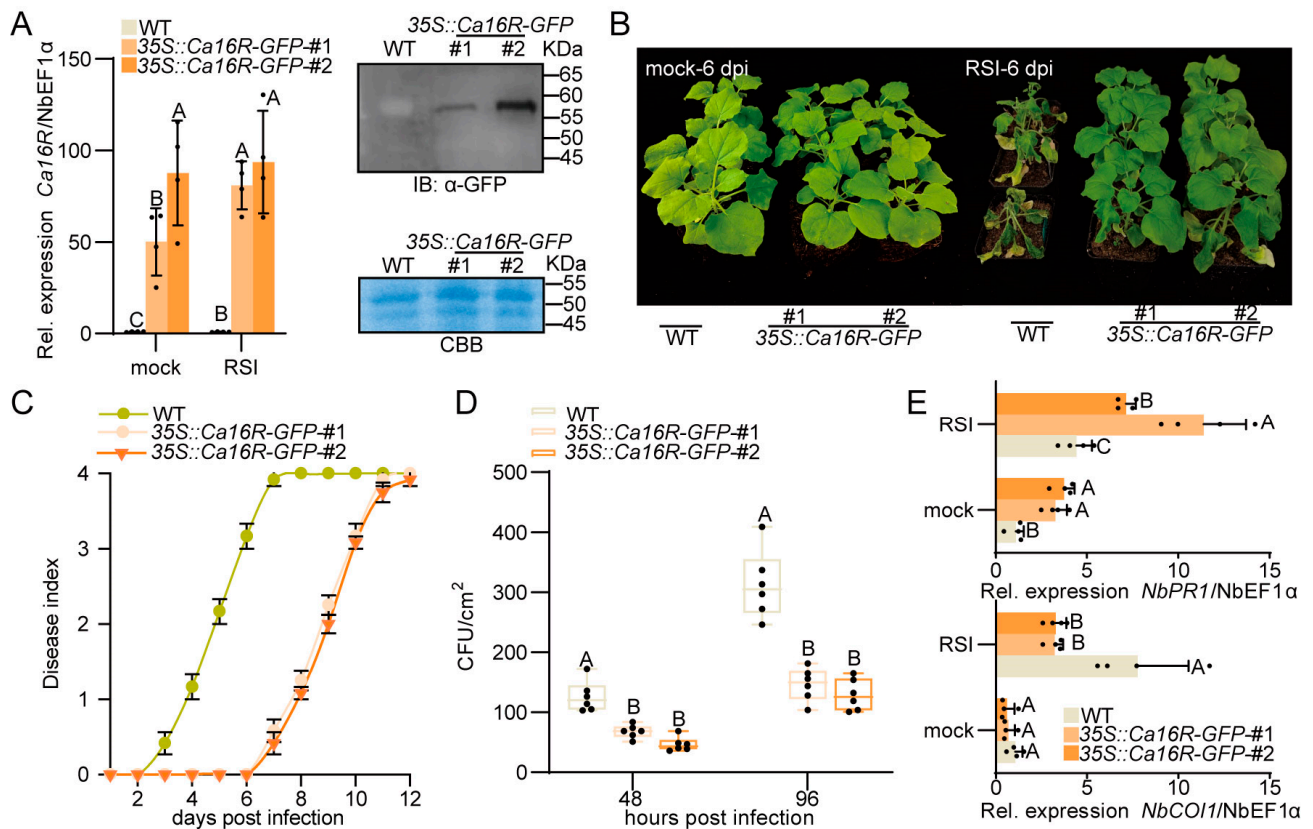 A
WT
35S::Ca16R-GFP-#1
35S::Ca16R-GFP-#2
Rel. expression Ca16R/NbEF1α
150
100
50
0
C
B
A
B
A
A
mock
RSI
35S::Ca16R-GFP
WT
#1
#2
KDa
65
60
55
50
45
IB: α-GFP
35S::Ca16R-GFP
WT
#1
#2
KDa
55
50
45
CBB
B
mock-6 dpi
RSI-6 dpi
WT
#1
#2
35S::Ca16R-GFP
WT
#1
#2
35S::Ca16R-GFP
C
WT
35S::Ca16R-GFP-#1
35S::Ca16R-GFP-#2
Disease index
4
3
2
1
0
2
4
6
8
10
12
days post infection
D
WT
35S::Ca16R-GFP-#1
35S::Ca16R-GFP-#2
CFU/cm²
500
400
300
200
100
0
A
B
B
A
B
B
48
96
hours post infection
E
RSI
B
A
C
mock
A
A
B
0
5
10
15
Rel. expression NbPR1/NbEF1α
RSI
B
B
A
mock
A
A
A
WT
35S::Ca16R-GFP-#1
35S::Ca16R-GFP-#2
0
5
10
15
Rel. expression NbCOI1/NbEF1α